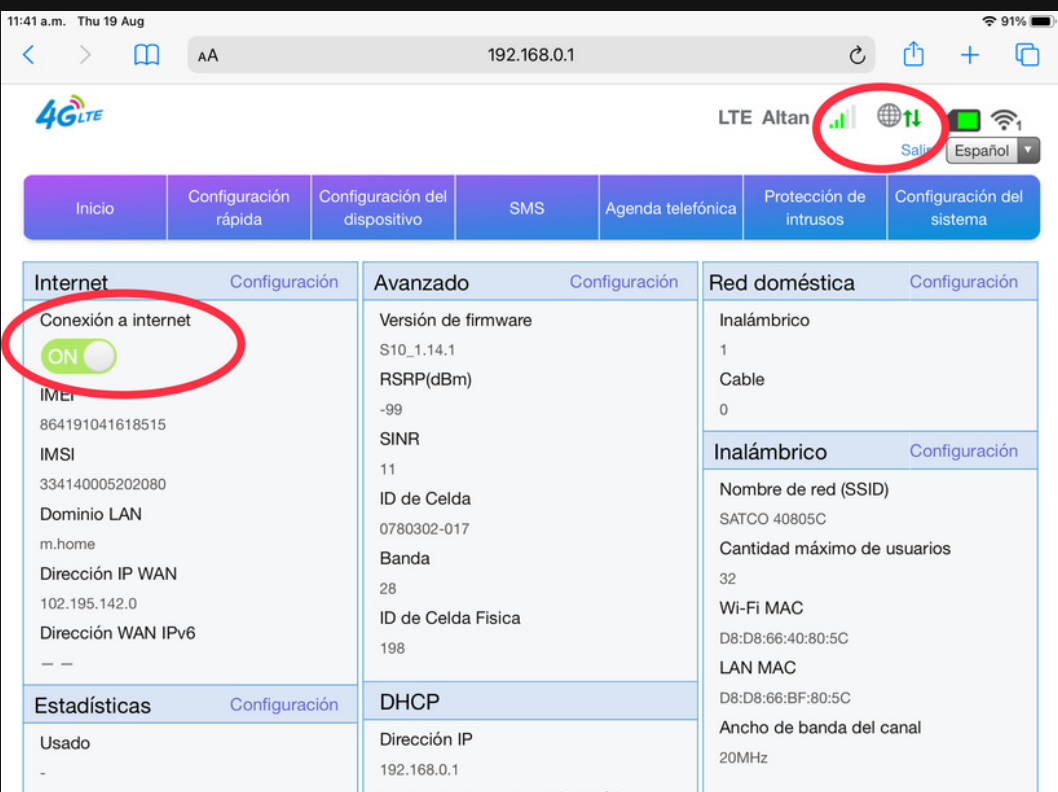 11:41 a.m. Thu 19 Aug
91%
AA
192.168.0.1
4G LTE
LTE Altan
1
Español
Inicio
Configuración rápida
Configuración del dispositivo
SMS
Agenda telefónica
Protección de intrusos
Configuración del sistema
Internet
Configuración
Conexión a internet
ON
IMEI
864191041618515
IMSI
334140005202080
Dominio LAN
m.home
Dirección IP WAN
102.195.142.0
Dirección WAN IPv6
— —
Estadísticas
Configuración
Usado
-
Avanzado
Configuración
Versión de firmware
S10_1.14.1
RSRP(dBm)
-99
SINR
11
ID de Celda
0780302-017
Banda
28
ID de Celda Fisica
198
DHCP
Dirección IP
192.168.0.1
Red doméstica
Configuración
Inalámbrico
1
Cable
0
Inalámbrico
Configuración
Nombre de red (SSID)
SATCO 40805C
Cantidad máximo de usuarios
32
Wi-Fi MAC
D8:D8:66:40:80:5C
LAN MAC
D8:D8:66:BF:80:5C
Ancho de banda del canal
20MHz